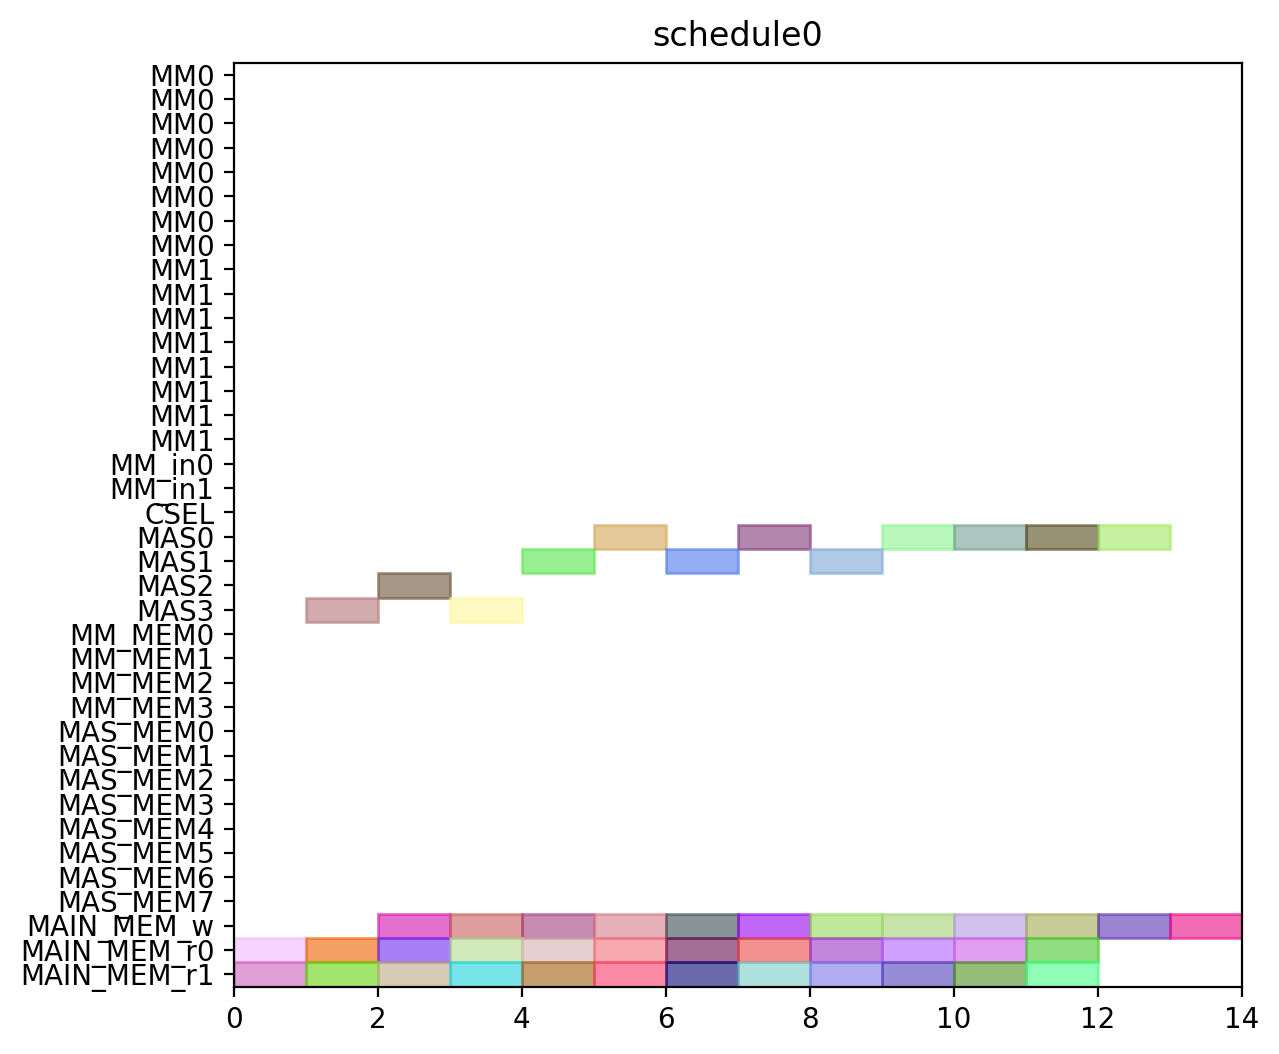 schedule0
MM0
MM0
MM0
MM0
MM0
MM0
MM0
MM0
MM1
MM1
MM1
MM1
MM1
MM1
MM1
MM1
MM_in0
MM_in1
CSEL
MAS0
MAS1
MAS2
MAS3
MM_MEM0
MM_MEM1
MM_MEM2
MM_MEM3
MAS_MEM0
MAS_MEM1
MAS_MEM2
MAS_MEM3
MAS_MEM4
MAS_MEM5
MAS_MEM6
MAS_MEM7
MAIN_MEM_w
MAIN_MEM_r0
MAIN_MEM_r1
0 2 4 6 8 10 12 14